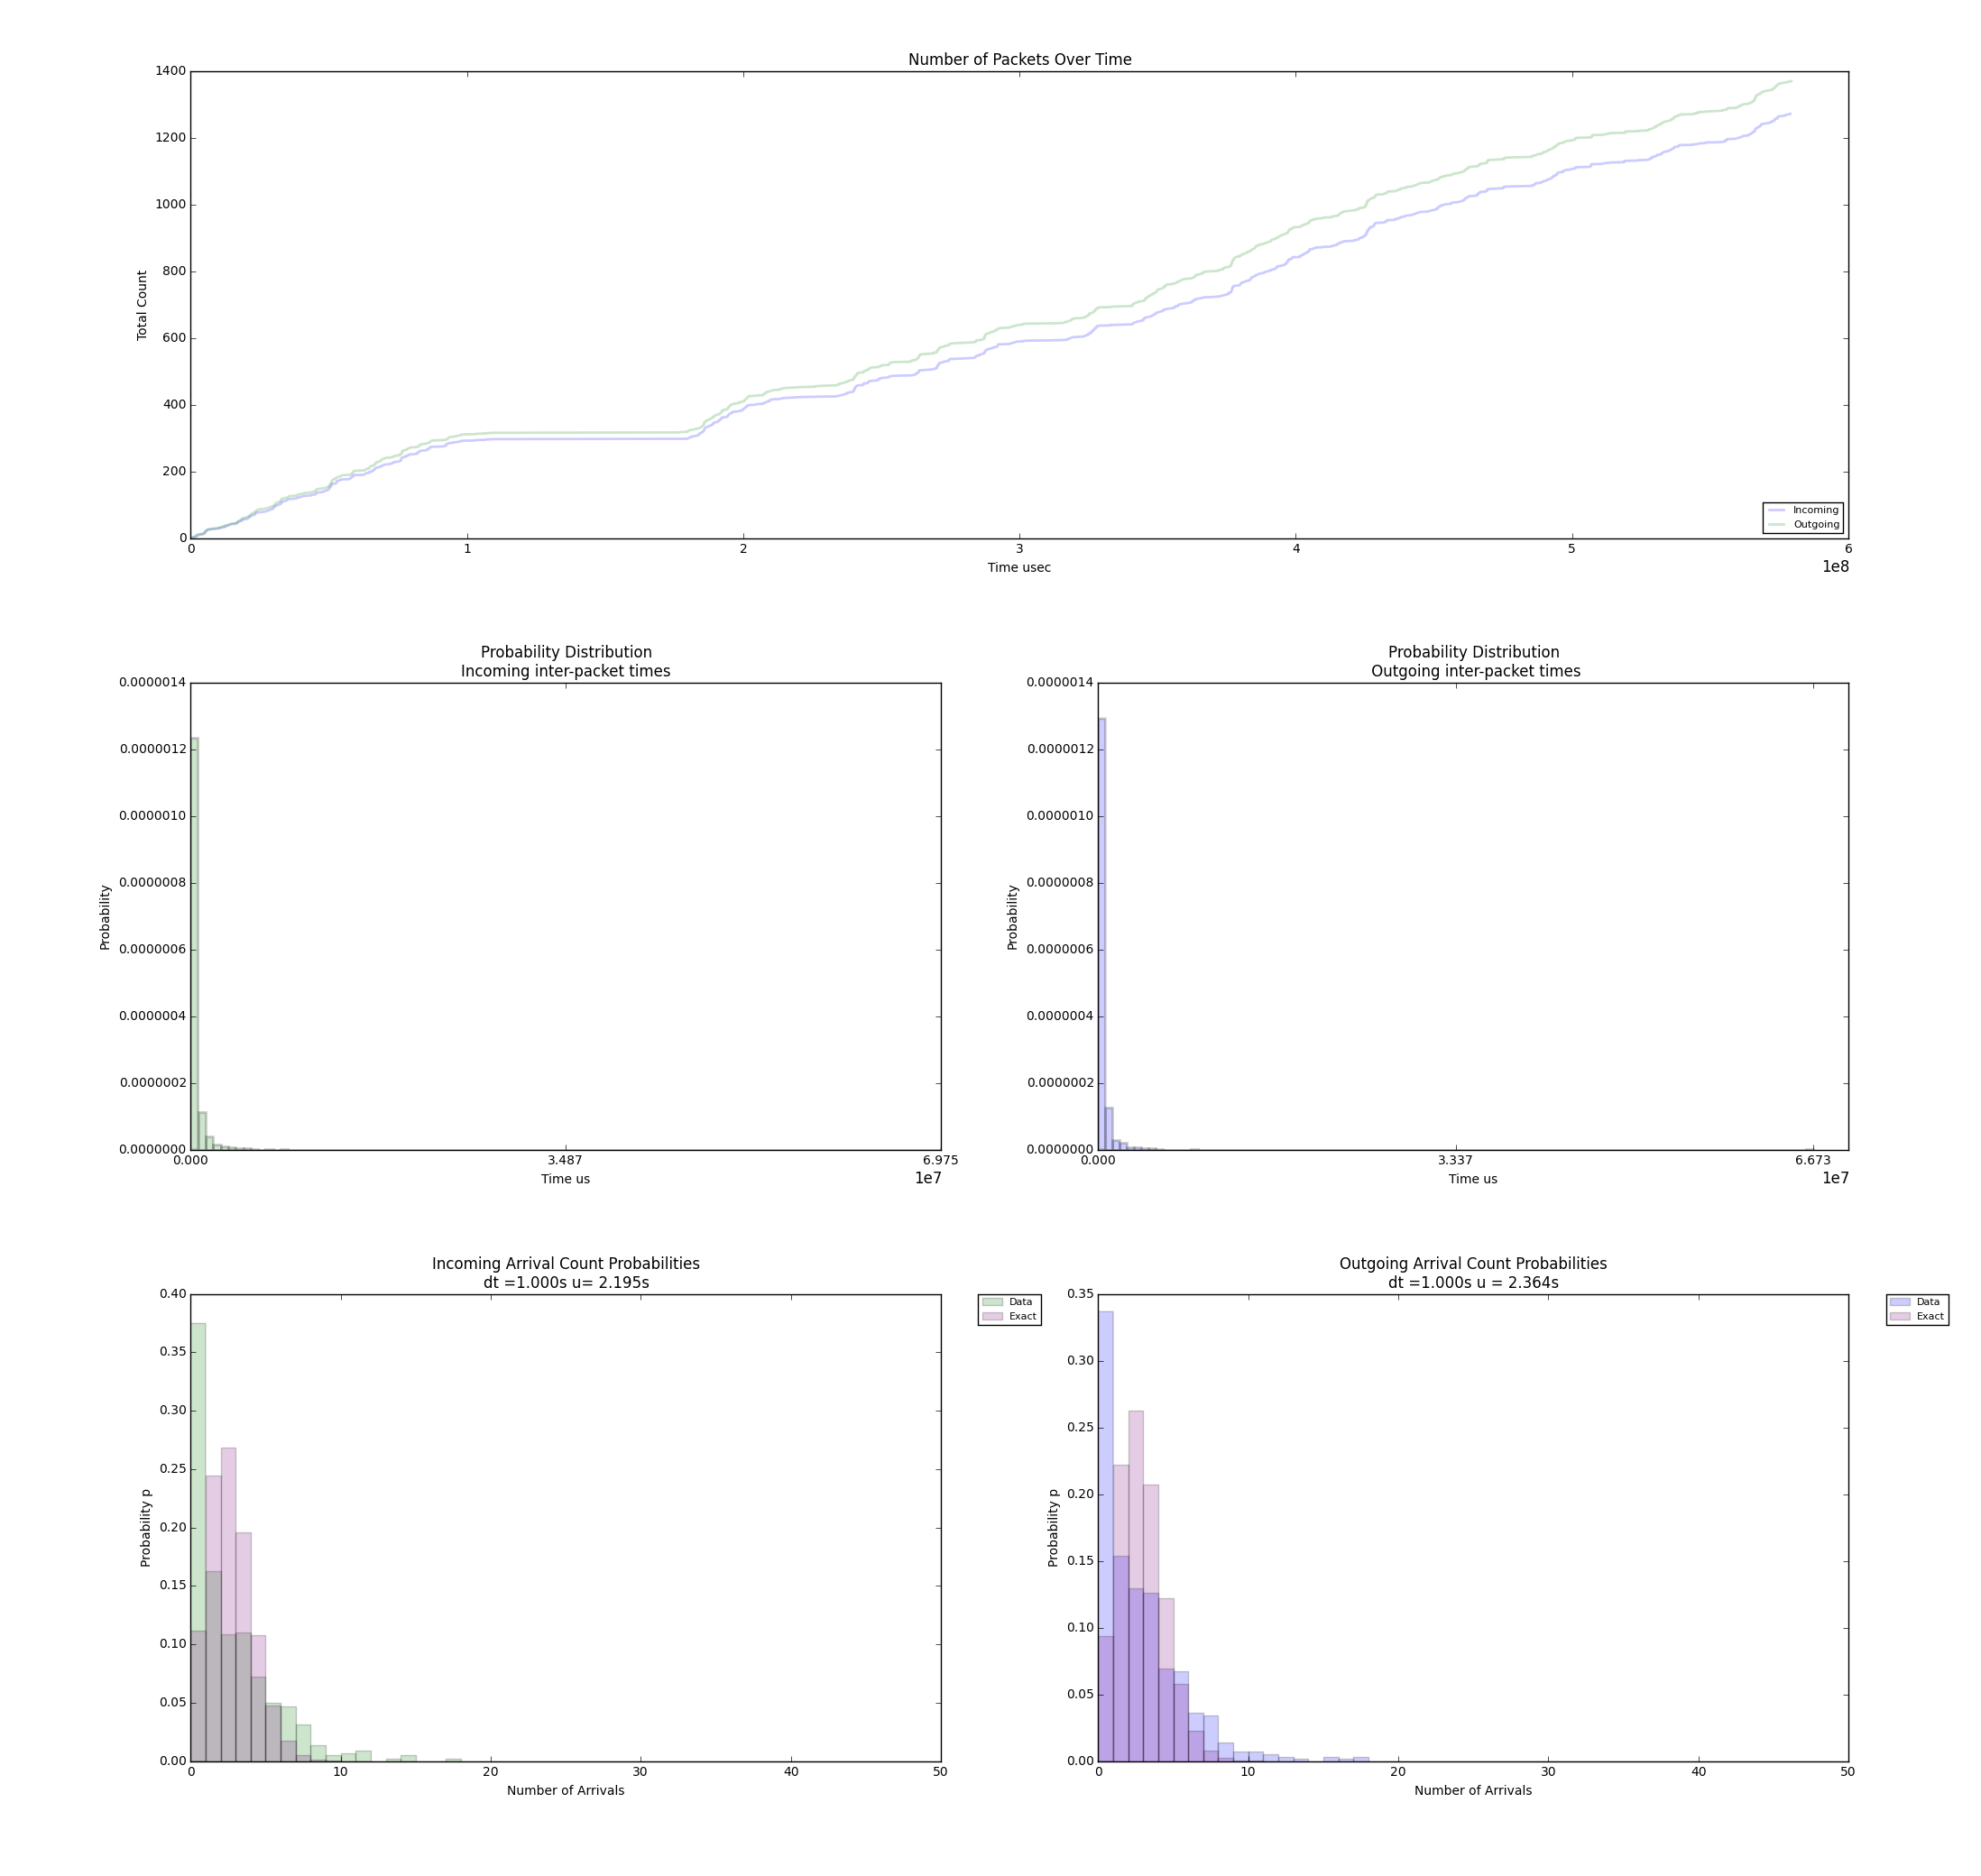 Number of Packets Over Time
1400
1200
1000
800
600
400
200
0
Total Count
0 1 2 3 4 5 6
Time usec
1e8
Incoming
Outgoing
Probability Distribution
Incoming inter-packet times
0.0000014
0.0000012
0.0000010
0.0000008
0.0000006
0.0000004
0.0000002
0.0000000
Probability
0.000 3.487 6.975
Time us
1e7
Probability Distribution
Outgoing inter-packet times
0.0000014
0.0000012
0.0000010
0.0000008
0.0000006
0.0000004
0.0000002
0.0000000
Probability
0.000 3.337 6.673
Time us
1e7
Incoming Arrival Count Probabilities
dt =1.000s u= 2.195s
0.40
0.35
0.30
0.25
0.20
0.15
0.10
0.05
0.00
Probability p
0 10 20 30 40 50
Number of Arrivals
Data
Exact
Outgoing Arrival Count Probabilities
dt =1.000s u = 2.364s
0.35
0.30
0.25
0.20
0.15
0.10
0.05
0.00
Probability p
0 10 20 30 40 50
Number of Arrivals
Data
Exact